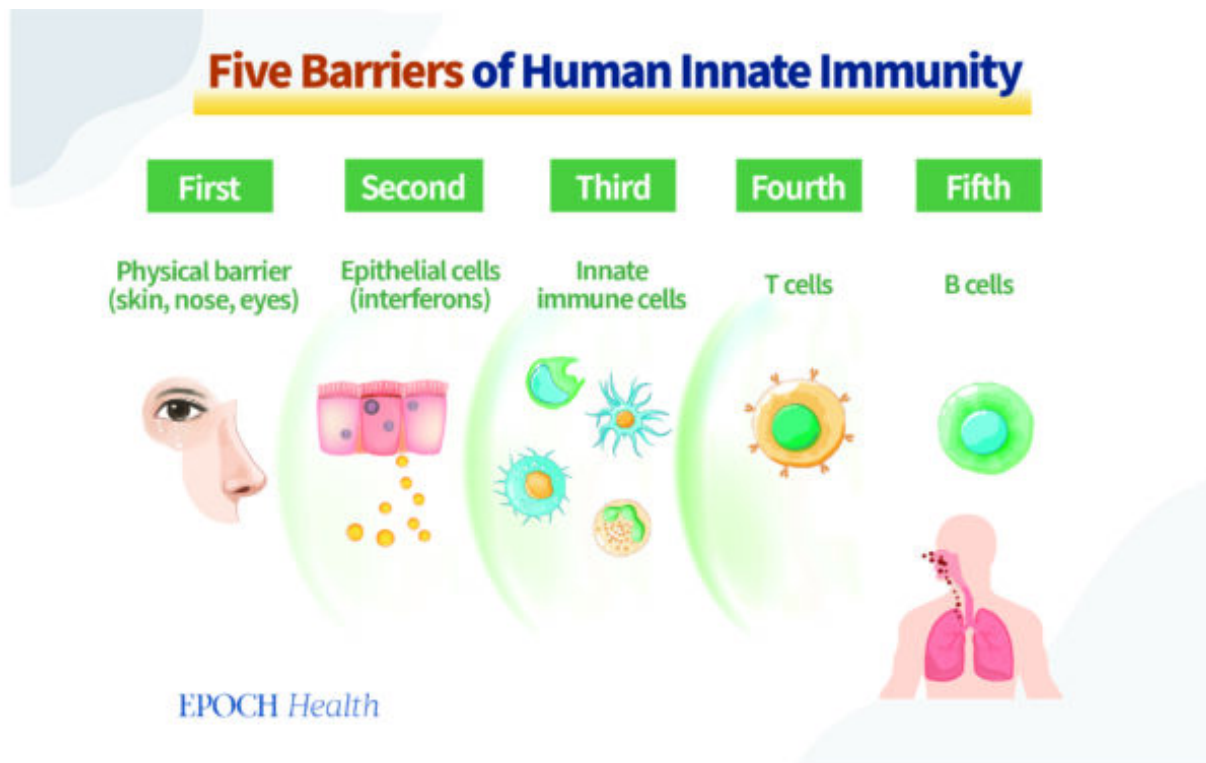 Five Barriers of Human Innate Immunity
First
Second
Third
Fourth
Fifth
Physical barrier
(skin, nose, eyes)
Epithelial cells
(interferons)
Innate
immune cells
T cells
B cells
EPOCH Health